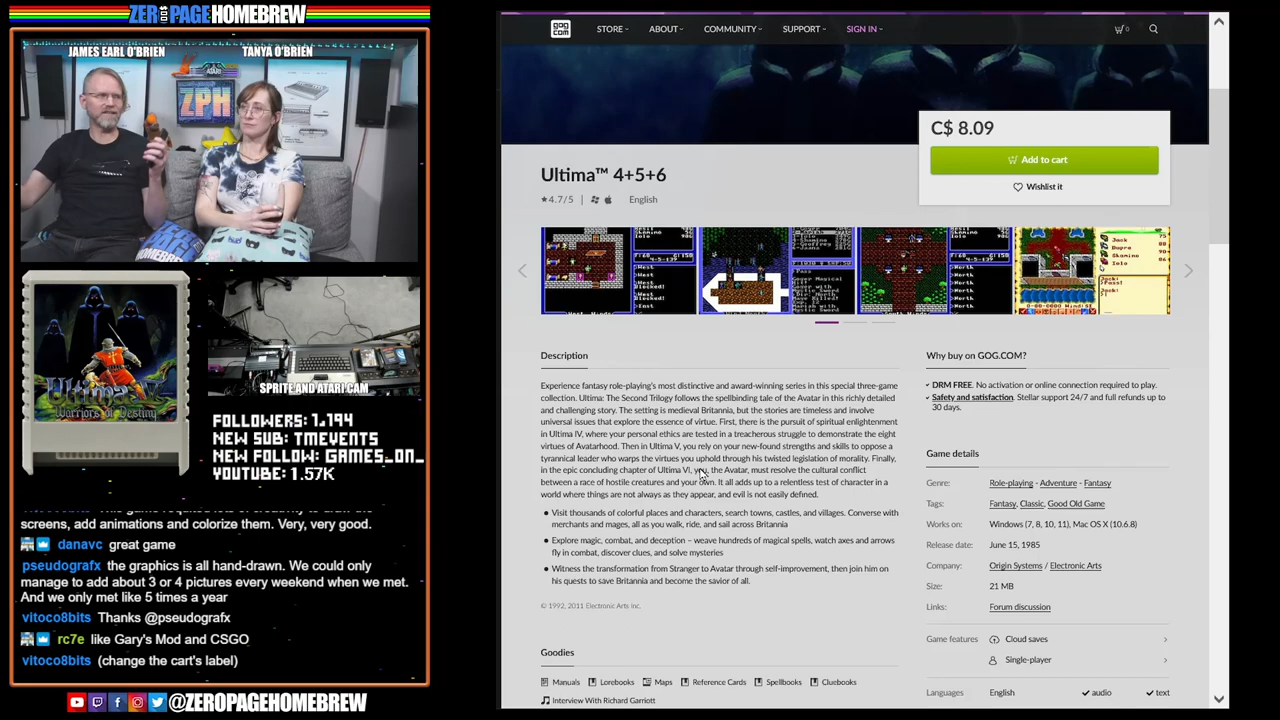 ZERO PAGE HOMEBREW
JAMES EARL O'BRIEN
TANYA O'BRIEN
ATARI
ZPH
Ultima V
Warriors of Destiny
SPRITE AND ATARI CAM
FOLLOWERS: 1,194
NEW SUB: TMEVENTS
NEW FOLLOW: GAMES_ON_
YOUTUBE: 1.57K
screens, add animations and colorize them. Very, very good.
danavc great game
pseudografx the graphics is all hand-drawn. We could only
manage to add about 3 or 4 pictures every weekend when we met.
And we only met like 5 times a year
vitoco8bits Thanks @pseudografx
rc7e like Gary's Mod and CSGO
vitoco8bits (change the cart's label)
@ZEROPAGEHOMEBREW
gog
com
STORE
ABOUT
COMMUNITY
SUPPORT
SIGN IN
0
C$ 8.09
Add to cart
Wishlist it
Ultima™ 4+5+6
4.7/5
English
Description
Experience fantasy role-playing's most distinctive and award-winning series in this special three-game
collection. Ultima: The Second Trilogy follows the spellbinding tale of the Avatar in this richly detailed
and challenging story. The setting is medieval Britannia, but the stories are timeless and involve
universal issues that explore the essence of virtue. First, there is the pursuit of spiritual enlightenment
in Ultima IV, where your personal ethics are tested in a treacherous struggle to demonstrate the eight
virtues of Avatarhood. Then in Ultima V, you rely on your new-found strengths and skills to oppose a
tyrannical leader who warps the virtues you uphold through his twisted legislation of morality. Finally,
in the epic concluding chapter of Ultima VI, you, the Avatar, must resolve the cultural conflict
between a race of hostile creatures and your own. It all adds up to a relentless test of character in a
world where things are not always as they appear, and evil is not easily defined.
Visit thousands of colorful places and characters, search towns, castles, and villages. Converse with
merchants and mages, all as you walk, ride, and sail across Britannia
Explore magic, combat, and deception – weave hundreds of magical spells, watch axes and arrows
fly in combat, discover clues, and solve mysteries
Witness the transformation from Stranger to Avatar through self-improvement, then join him on
his quests to save Britannia and become the savior of all.
© 1992, 2011 Electronic Arts Inc.
Goodies
Manuals
Lorebooks
Maps
Reference Cards
Spellbooks
Cluebooks
Interview With Richard Garriott
Why buy on GOG.COM?
DRM FREE. No activation or online connection required to play.
Safety and satisfaction. Stellar support 24/7 and full refunds up to
30 days.
Game details
Genre: Role-playing - Adventure - Fantasy
Tags: Fantasy, Classic, Good Old Game
Works on: Windows (7, 8, 10, 11), Mac OS X (10.6.8)
Release date: June 15, 1985
Company: Origin Systems / Electronic Arts
Size: 21 MB
Links: Forum discussion
Game features
Cloud saves
Single-player
Languages
English
audio
text